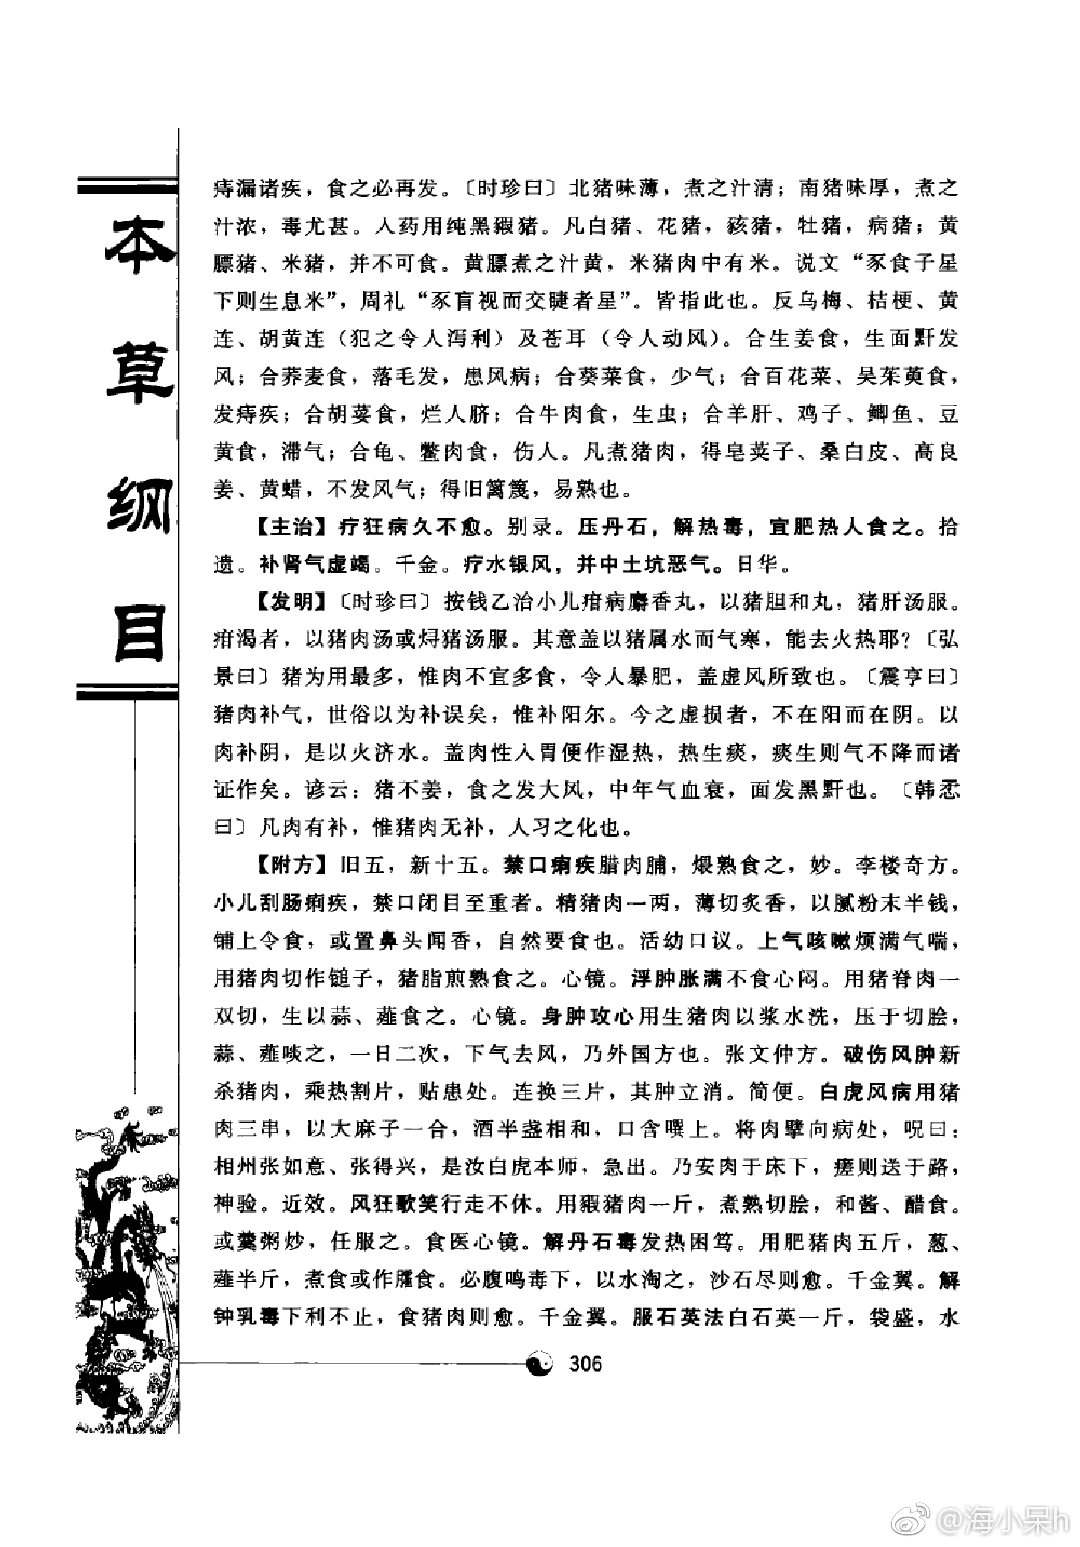 本
草
纲
目
痔漏诸疾，食之必再发。〔时珍曰〕北猪味薄，煮之汁清；南猪味厚，煮之
汁浓，毒尤甚。入药用纯黑豭猪。凡白猪、花猪，豥猪，牡猪，病猪；黄
膘猪、米猪，并不可食。黄膘煮之汁黄，米猪肉中有米。说文“豕食于星
下则生息米”，周礼“豕盲视而交睫者星”。皆指此也。反乌梅、桔梗、黄
连、胡黄连（犯之令人泻利）及苍耳（令人动风）。合生姜食，生面䵟发
风；合荞麦食，落毛发，患风病；合葵菜食，少气；合百花菜、吴茱萸食，
发痔疾；合胡荽食，烂人脐；合牛肉食，生虫；合羊肝、鸡子、鲫鱼、豆
黄食，滞气；合龟、鳖肉食，伤人。凡煮猪肉，得皂荚子、桑白皮、高良
姜、黄蜡，不发风气；得旧篱篾，易熟也。
【主治】疗狂病久不愈。别录。压丹石，解热毒，宜肥热人食之。拾
遗。补肾气虚竭。千金。疗水银风，并中土坑恶气。日华。
【发明】〔时珍曰〕按钱乙治小儿疳病麝香丸，以猪胆和丸，猪肝汤服。
疳渴者，以猪肉汤或焊猪汤服。其意盖以猪属水而气寒，能去火热耶？〔弘
景曰〕猪为用最多，惟肉不宜多食，令人暴肥，盖虚风所致也。〔震亨曰〕
猪肉补气，世俗以为补误矣，惟补阳尔。今之虚损者，不在阳而在阴。以
肉补阴，是以火济水。盖肉性入胃便作湿热，热生痰，痰生则气不降而诸
证作矣。谚云：猪不姜，食之发大风，中年气血衰，面发黑䵟也。〔韩悉
曰〕凡肉有补，惟猪肉无补，人习之化也。
【附方】旧五，新十五。禁口痢疾腊肉脯，煨熟食之，妙。李楼奇方。
小儿刮肠痢疾，禁口闭目至重者。精猪肉一两，薄切炙香，以腻粉末半钱，
铺上令食，或置鼻头闻香，自然要食也。活幼口议。上气咳嗽烦满气喘，
用猪肉切作䭔子，猪脂煎熟食之。心镜。浮肿胀满不食心闷。用猪脊肉一
双切，生以蒜、薤食之。心镜。身肿攻心用生猪肉以浆水洗，压干切脍，
蒜、薤啖之，一日二次，下气去风，乃外国方也。张文仲方。破伤风肿新
杀猪肉，乘热割片，贴患处。连换三片，其肿立消。简便。白虎风病用猪
肉三串，以大麻子一合，酒半盏相和，口含噀上。将肉擘向病处，呪曰：
相州张如意、张得兴，是汝白虎本师，急出。乃安肉于床下，瘥则送于路，
神验。近效。风狂歌笑行走不休。用豭猪肉一斤，煮熟切脍，和酱、醋食。
或羹粥炒，任服之。食医心镜。解丹石毒发热困笃。用肥猪肉五斤，葱、
薤半斤，煮食或作臛食。必腹鸣毒下，以水淘之，沙石尽则愈。千金翼。解
钟乳毒下利不止，食猪肉则愈。千金翼。服石英法白石英一斤，袋盛，水
306
@海小呆h